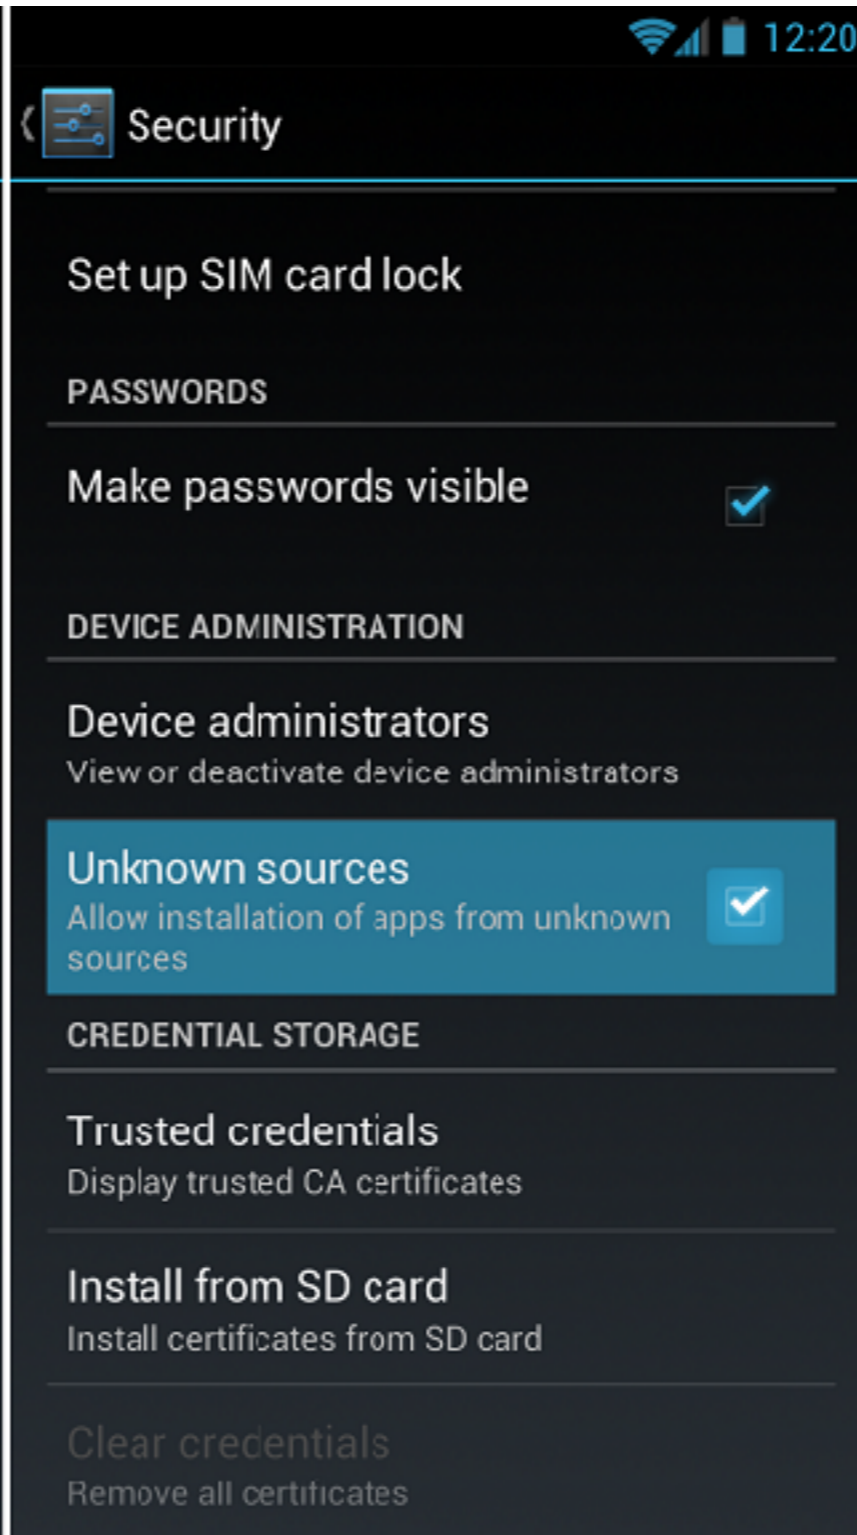 12:20
Security
Set up SIM card lock
PASSWORDS
Make passwords visible
DEVICE ADMINISTRATION
Device administrators
View or deactivate device administrators
Unknown sources
Allow installation of apps from unknown
sources
CREDENTIAL STORAGE
Trusted credentials
Display trusted CA certificates
Install from SD card
Install certificates from SD card
Clear credentials
Remove all certificates